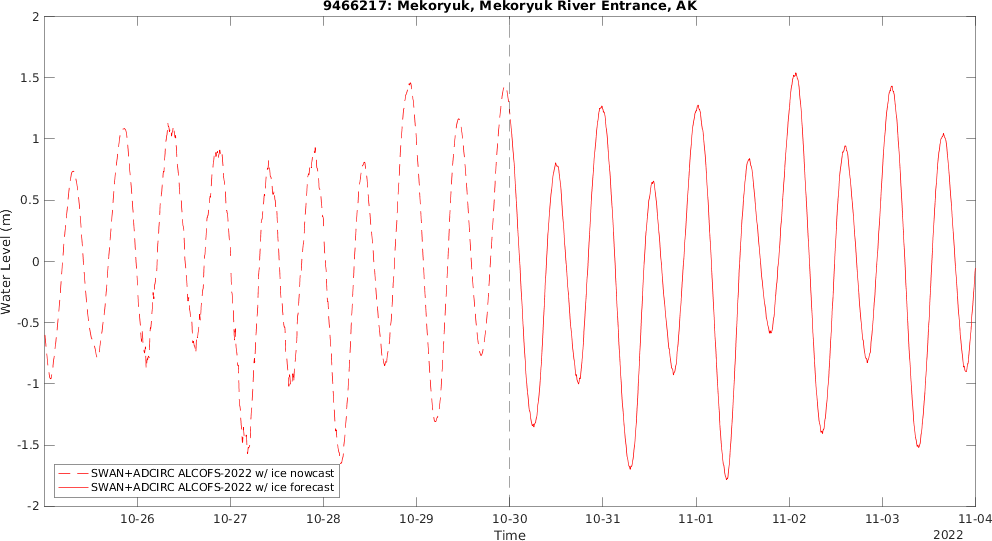 9466217: Mekoryuk, Mekoryuk River Entrance, AK
2
1.5
1
0.5
0
-0.5
-1
-1.5
-2
Water Level (m)
SWAN+ADCIRC ALCOFS-2022 w/ ice nowcast
SWAN+ADCIRC ALCOFS-2022 w/ ice forecast
10-26 10-27 10-28 10-29 10-30 10-31 11-01 11-02 11-03 11-04
Time
2022